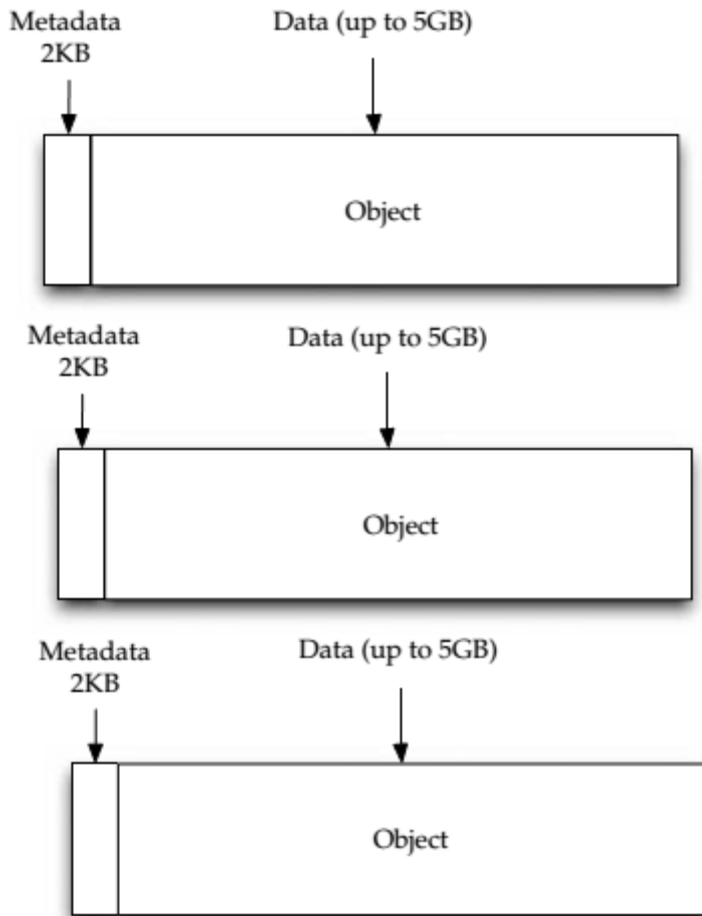 Metadata
2KB
Data (up to 5GB)
Object
Metadata
2KB
Data (up to 5GB)
Object
Metadata
2KB
Data (up to 5GB)
Object